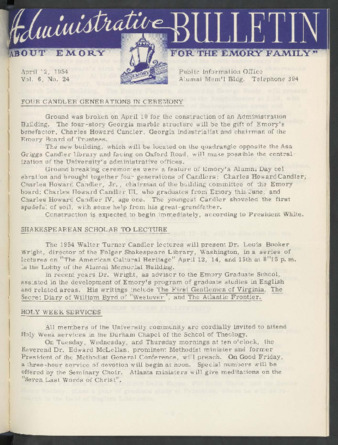 Administrative BULLETIN
"ABOUT EMORY FOR THE EMORY FAMILY"
April 12, 1954 Public Information Office
Vol. 6, No. 24 Alumni Mem'l Bldg. Telephone 204
FOUR CANDLER GENERATIONS IN CEREMONY
Ground was broken on April 10 for the construction of an Administration
Building. The four-story Georgia marble structure will be the gift of Emory's
benefactor, Charles Howard Candler, Georgia industrialist and chairman of the
Board of Trustees.
The new building, which will be located on the quadrangle opposite the Asa
Griggs Candler library and facing on Oxford Road, will make possible the central-
ization of the University's administrative offices.
Ground breaking ceremonies were a feature of Emory's Alumni Day cel-
ebration and brought together four generations of Candlers: Charles Howard Candler,
Charles Howard Candler, Jr., chairman of the building committee of the Emory
board; Charles Howard Candler III, who graduates from Emory this June, and
Charles Howard Candler IV, age one. The youngest Candler shoveled the first
spadeful of soil, with some help from his great-grandfather.
Construction is expected to begin immediately, according to President White.
SHAKESPEAREAN SCHOLAR TO LECTURE
The 1954 Walter Turner Candler lectures will present Dr. Louis Booker
Wright, director of the Folger Shakespeare Library, Washington, in a series of
lectures on "The American Cultural Heritage" April 12, 14, and 15th at 8:15 p.m.
in the Lobby of the Alumni Memorial Building.
In recent years Dr. Wright, as adviser to the Emory Graduate School,
assisted in the development of Emory's program of graduate studies in English
and related areas. His writings include The First Gentlemen of Virginia, The
Secret Diary of William Byrd of "Westover", and The Atlantic Frontier.
HOLY WEEK SERVICES
All members of the University community are cordially invited to attend
Holy Week services in the Durham Chapel of the School of Theology.
On Tuesday, Wednesday, and Thursday mornings at ten o'clock, the
Reverend Dr. Edward McLellan, prominent Methodist minister and former
President of the Methodist General Conference, will preach. On Good Friday,
a three-hour service of devotion will begin at noon. Special music will be
offered by the Seminary Choir. Atlanta ministers will give meditations on the
"Seven Last Words of Christ".